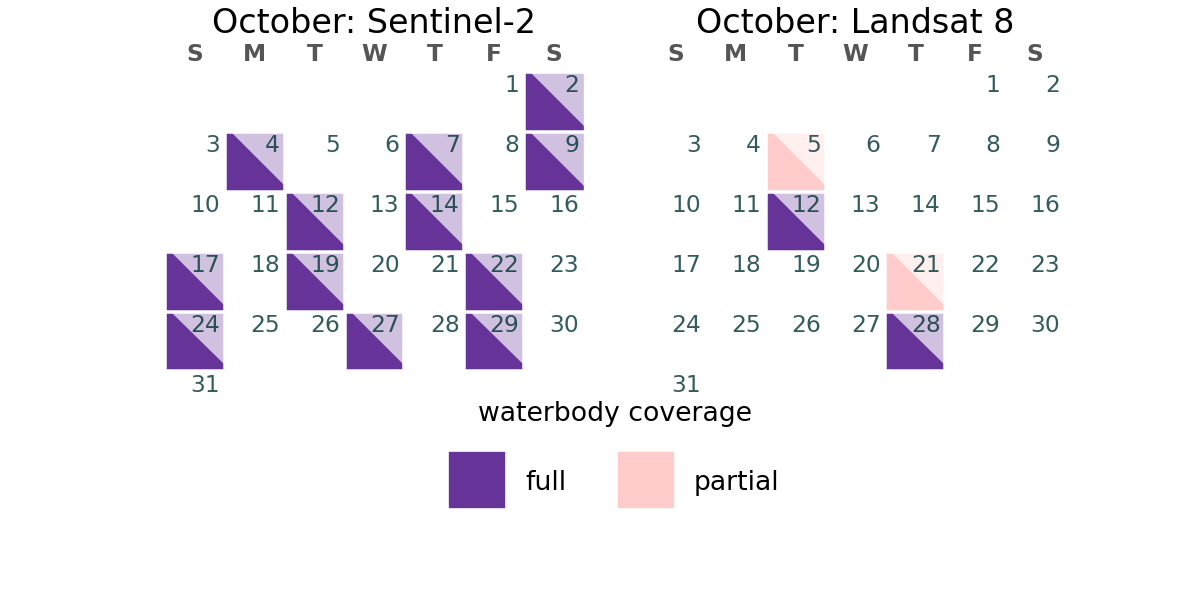 October: Sentinel-2
S M T W T F S
1 2
3 4 5 6 7 8 9
10 11 12 13 14 15 16
17 18 19 20 21 22 23
24 25 26 27 28 29 30
31
October: Landsat 8
S M T W T F S
1 2
3 4 5 6 7 8 9
10 11 12 13 14 15 16
17 18 19 20 21 22 23
24 25 26 27 28 29 30
31
waterbody coverage
full
partial